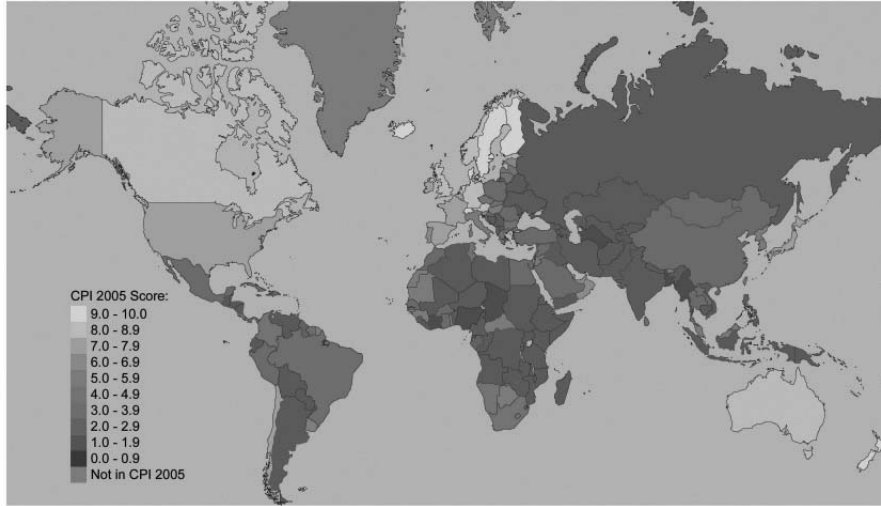 CPI 2005 Score:
9.0 - 10.0
8.0 - 8.9
7.0 - 7.9
6.0 - 6.9
5.0 - 5.9
4.0 - 4.9
3.0 - 3.9
2.0 - 2.9
1.0 - 1.9
0.0 - 0.9
Not in CPI 2005